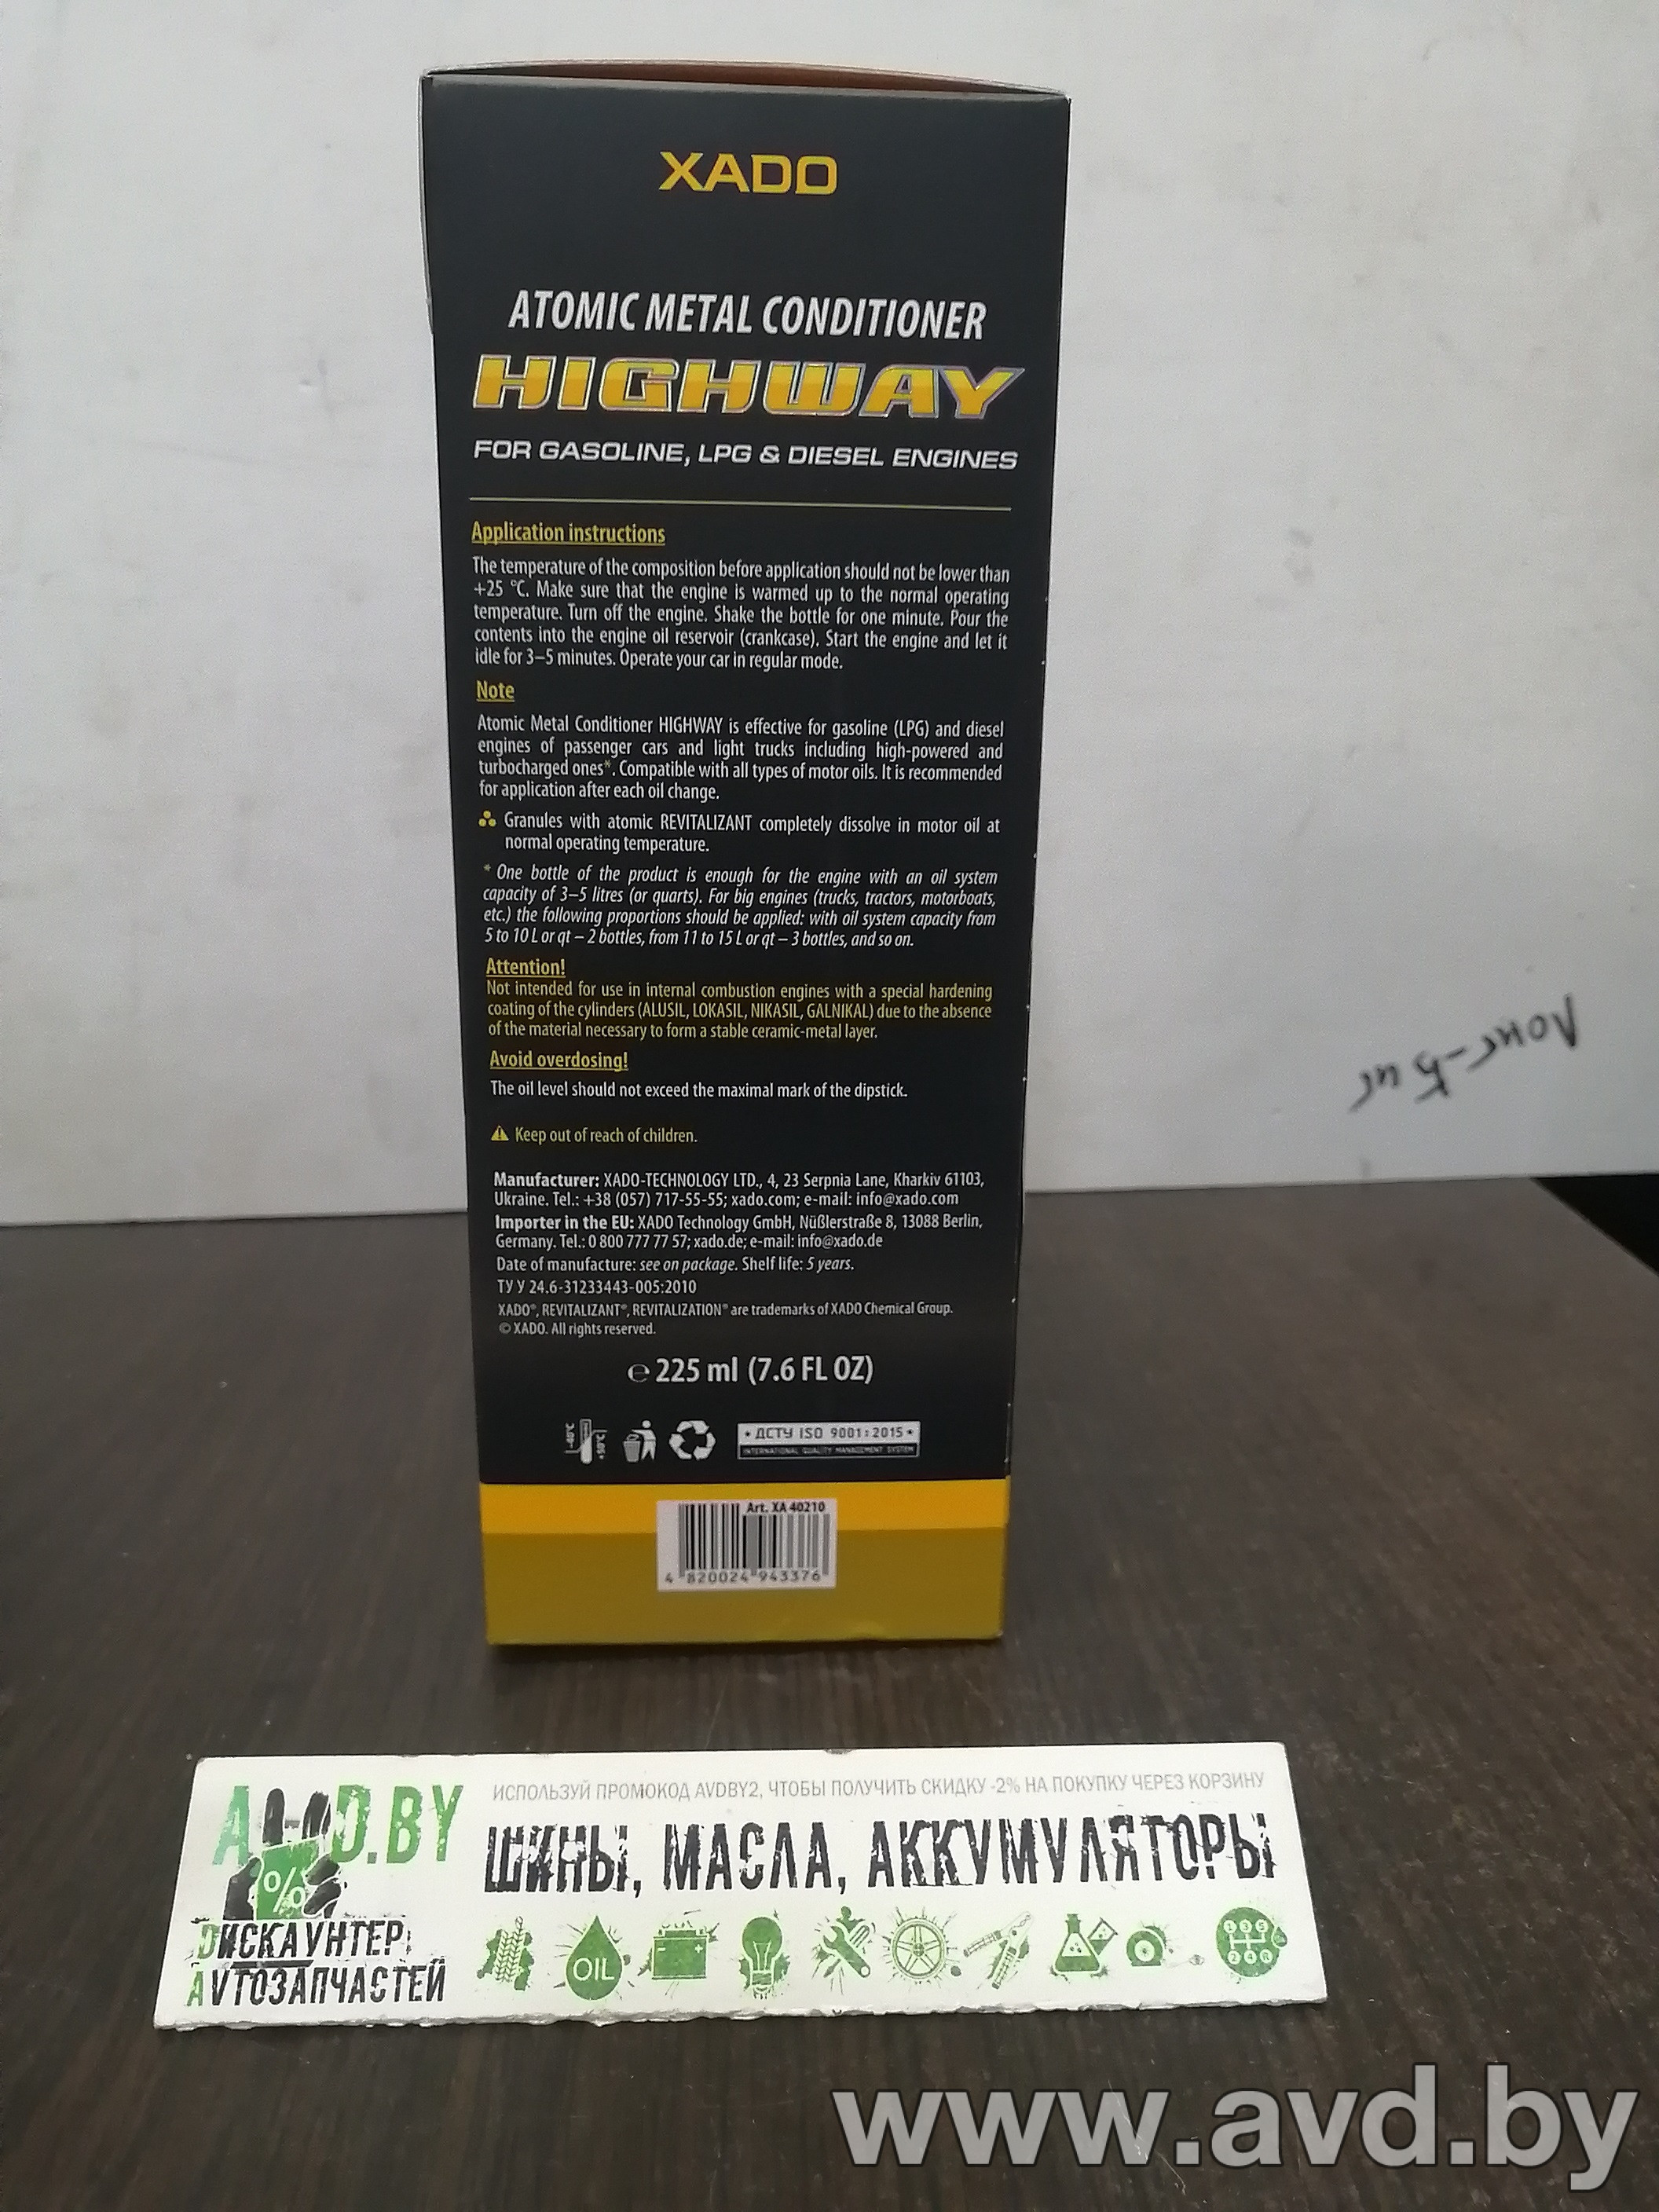 XADO
ATOMIC METAL CONDITIONER
HIGHWAY
FOR GASOLINE, LPG & DIESEL ENGINES
Application instructions
The temperature of the composition before application should not be lower than
+25 °C. Make sure that the engine is warmed up to the normal operating
temperature. Turn off the engine. Shake the bottle for one minute. Pour the
contents into the engine oil reservoir (crankcase). Start the engine and let it
idle for 3–5 minutes. Operate your car in regular mode.
Note
Atomic Metal Conditioner HIGHWAY is effective for gasoline (LPG) and diesel
engines of passenger cars and light trucks including high-powered and
turbocharged ones*. Compatible with all types of motor oils. It is recommended
for application after each oil change.
Granules with atomic REVITALIZANT completely dissolve in motor oil at
normal operating temperature.
* One bottle of the product is enough for the engine with an oil system
capacity of 3–5 litres (or quarts). For big engines (trucks, tractors, motorboats,
etc.) the following proportions should be applied: with oil system capacity from
5 to 10 L or qt – 2 bottles, from 11 to 15 L or qt – 3 bottles, and so on.
Attention!
Not intended for use in internal combustion engines with a special hardening
coating of the cylinders (ALUSIL, LOKASIL, NIKASIL, GALNIKAL) due to the absence
of the material necessary to form a stable ceramic-metal layer.
Avoid overdosing!
The oil level should not exceed the maximal mark of the dipstick.
Keep out of reach of children.
Manufacturer: XADO-TECHNOLOGY LTD., 4, 23 Serpnia Lane, Kharkiv 61103,
Ukraine. Tel.: +38 (057) 717-55-55; xado.com; e-mail: info@xado.com
Importer in the EU: XADO Technology GmbH, Nüßlerstraße 8, 13088 Berlin,
Germany. Tel.: 0 800 777 77 57; xado.de; e-mail: info@xado.de
Date of manufacture: see on package. Shelf life: 5 years.
ТУ У 24.6-31233443-005:2010
XADO®, REVITALIZANT®, REVITALIZATION® are trademarks of XADO Chemical Group.
© XADO. All rights reserved.
℮ 225 ml (7.6 FL OZ)
-40°C +50°C
* ДСТУ ISO 9001:2015 *
INTERNATIONAL QUALITY MANAGEMENT SYSTEM
Art. XA 40210
4 820024 943376
ИСПОЛЬЗУЙ ПРОМОКОД AVDBY2, ЧТОБЫ ПОЛУЧИТЬ СКИДКУ -2% НА ПОКУПКУ ЧЕРЕЗ КОРЗИНУ
AVD.BY
ШИНЫ, МАСЛА, АККУМУЛЯТОРЫ
%
DИСКАУНТЕР
AVТОЗАПЧАСТЕЙ
OIL
1 3 5
2 4 R
www.avd.by